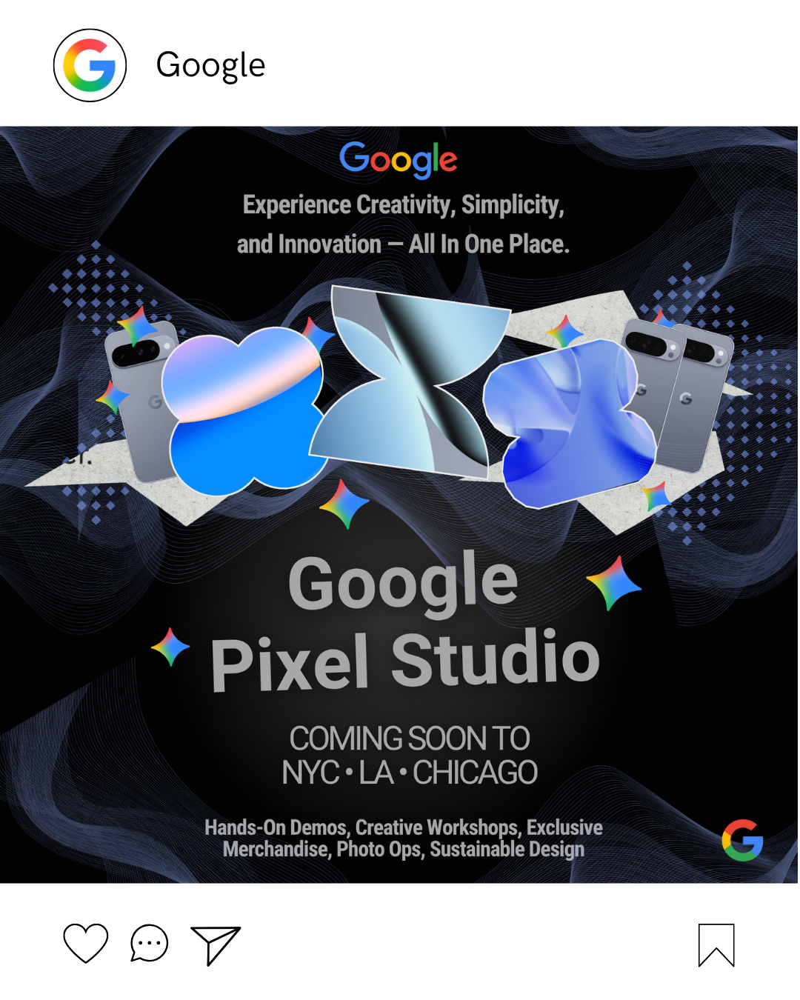 Google
Google
Experience Creativity, Simplicity,
and Innovation – All In One Place.
Google
Pixel Studio
COMING SOON TO
NYC • LA • CHICAGO
Hands-On Demos, Creative Workshops, Exclusive
Merchandise, Photo Ops, Sustainable Design